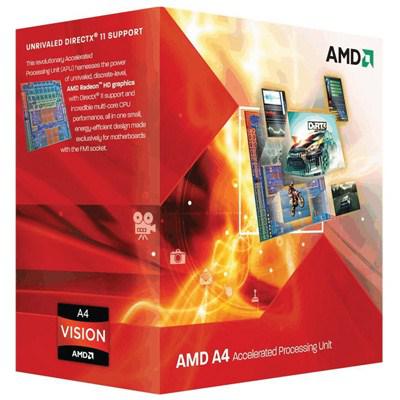 UNRIVALED DIRECTX® 11 SUPPORT
This revolutionary Accelerated
Processing Unit (APU) harnesses the power
of unrivaled, discrete-level,
AMD Radeon™ HD graphics
with DirectX® 11 support and
incredible multi-core CPU
performance, all in one small,
energy-efficient design made
exclusively for motherboards
with the FM1 socket.
A4
VISION
AMD
AMD
DiRT3
AMD A4 Accelerated Processing Unit